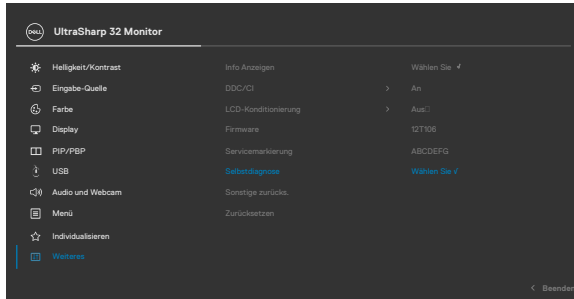 DELL UltraSharp 32 Monitor
Helligkeit/Kontrast Info Anzeigen Wählen Sie √
Eingabe-Quelle DDC/CI > An
Farbe LCD-Konditionierung > Aus□
Display Firmware 12T106
PIP/PBP Servicemarkierung ABCDEFG
USB Selbstdiagnose Wählen Sie √
Audio und Webcam Sonstige zurücks.
Menü Zurücksetzen
Individualisieren
Weiteres
< Beenden